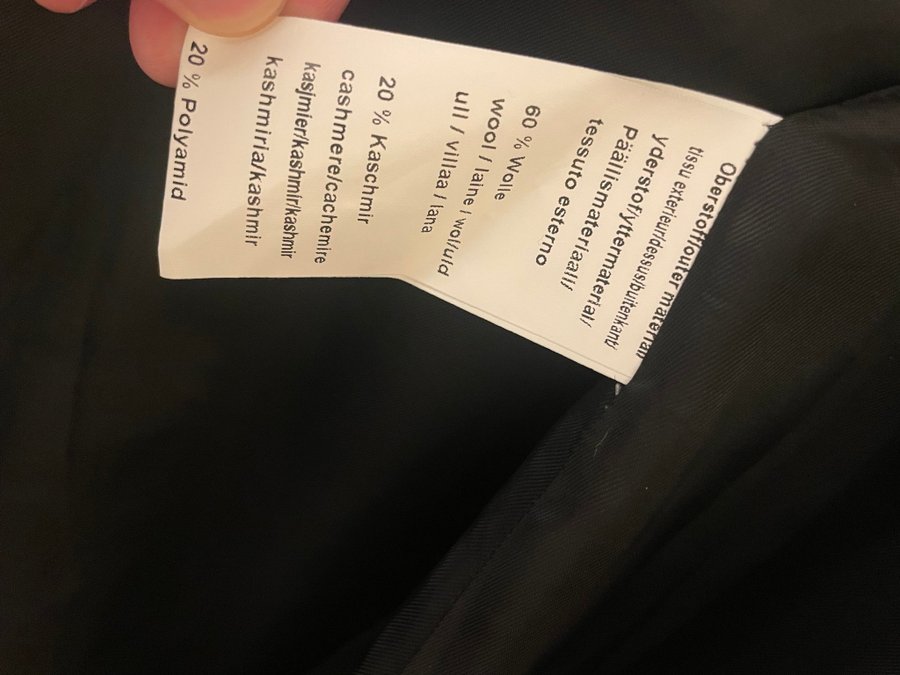 Oberstoff/outer material/
tissu exterieur/dessus/buitenkant/
yderstof/yttermaterial/
Päällismateriaali/
tessuto esterno
60 % Wolle
wool / laine / wol/uld
ull / villaa / lana
20 % Kaschmir
cashmere/cachemire
kasjmier/kashmir/kashmir
kashmiria/kashmir
20 % Polyamid